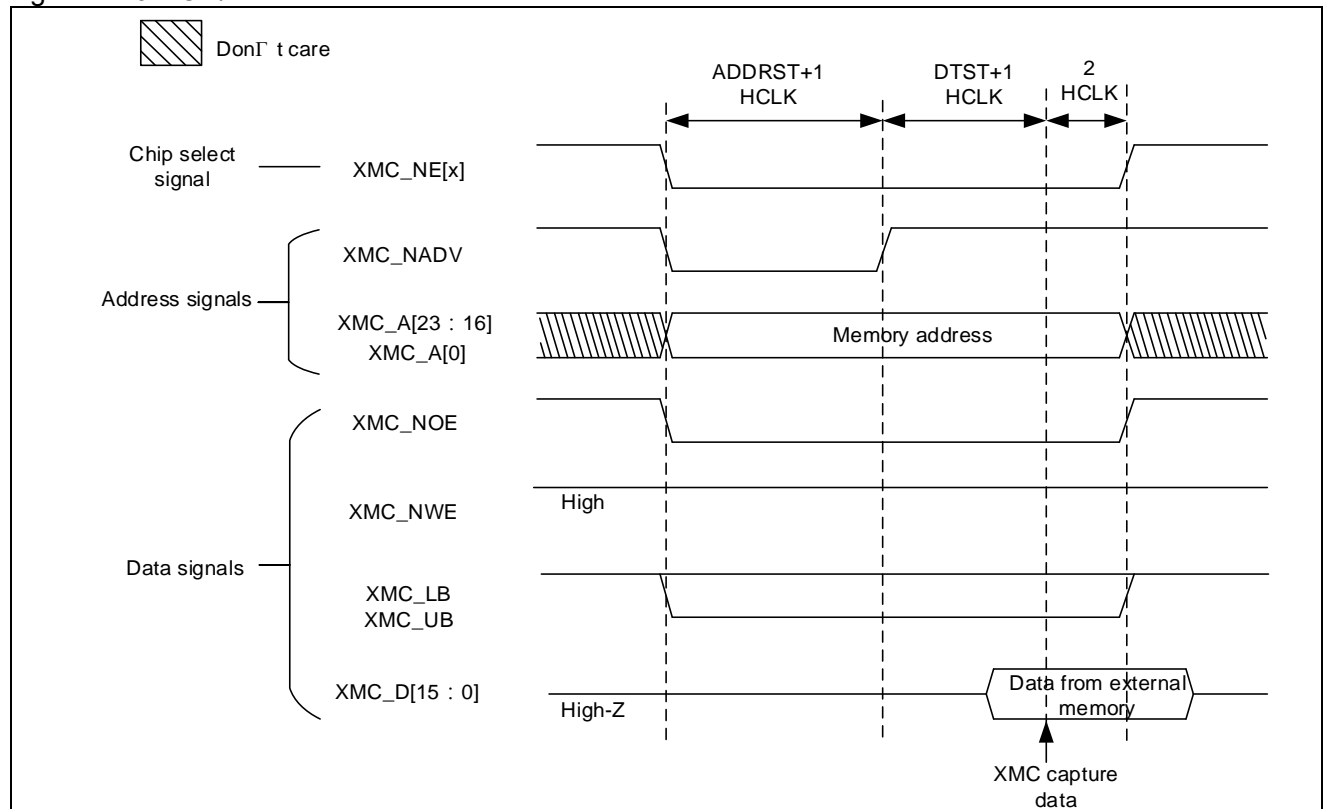 DonΓ t care
ADDRST+1
HCLK
DTST+1
HCLK
2
HCLK
Chip select
signal
XMC_NE[x]
XMC_NADV
Address signals
XMC_A[23 : 16]
XMC_A[0]
Memory address
XMC_NOE
XMC_NWE
High
Data signals
XMC_LB
XMC_UB
XMC_D[15 : 0]
High-Z
Data from external
memory
XMC capture
data